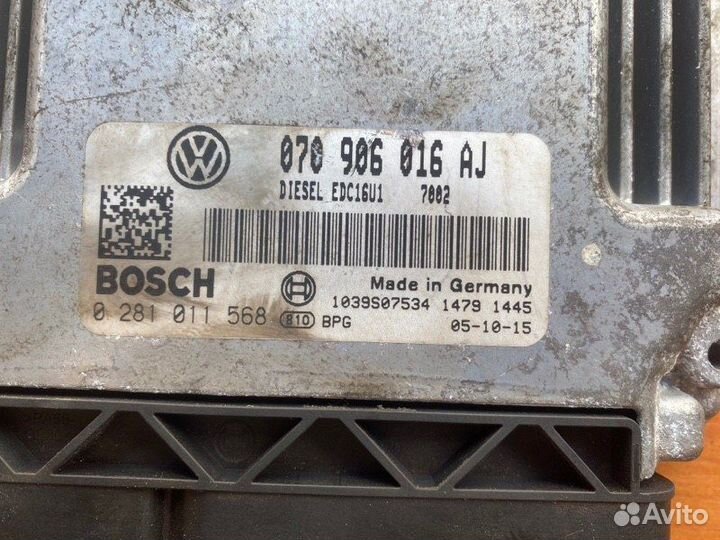 070 906 016 AJ
DIESEL EDC16U1 7002
BOSCH
Made in Germany
0 281 011 568
1039S07534 1479 1445
810 BPG 05-10-15
Avito